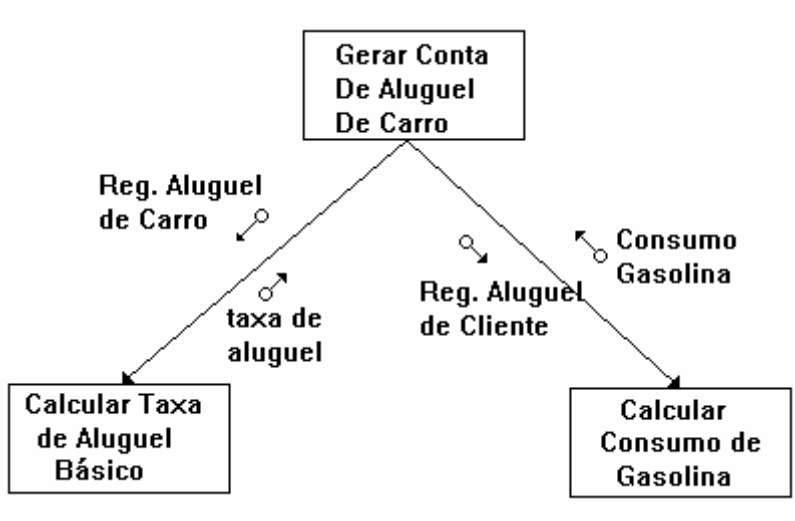 Gerar Conta
De Aluguel
De Carro
Reg. Aluguel
de Carro
taxa de
aluguel
Reg. Aluguel
de Cliente
Consumo
Gasolina
Calcular Taxa
de Aluguel
Básico
Calcular
Consumo de
Gasolina